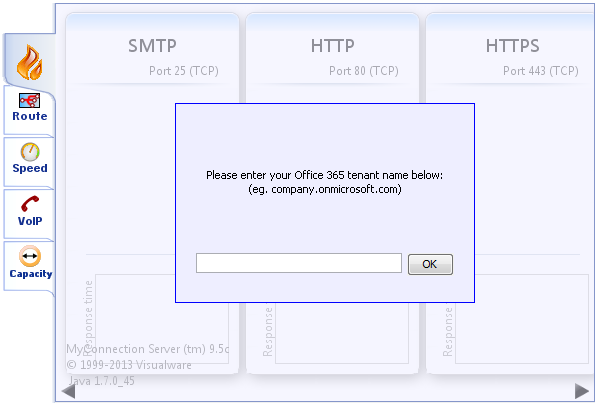 SMTP
Port 25 (TCP)
HTTP
Port 80 (TCP)
HTTPS
Port 443 (TCP)
Route
Speed
VoIP
Capacity
Please enter your Office 365 tenant name below:
(eg. company.onmicrosoft.com)
OK
Response time
Response time
Response time
MyConnection Server (tm) 9.5c
© 1999-2013 Visualware
Java 1.7.0_45